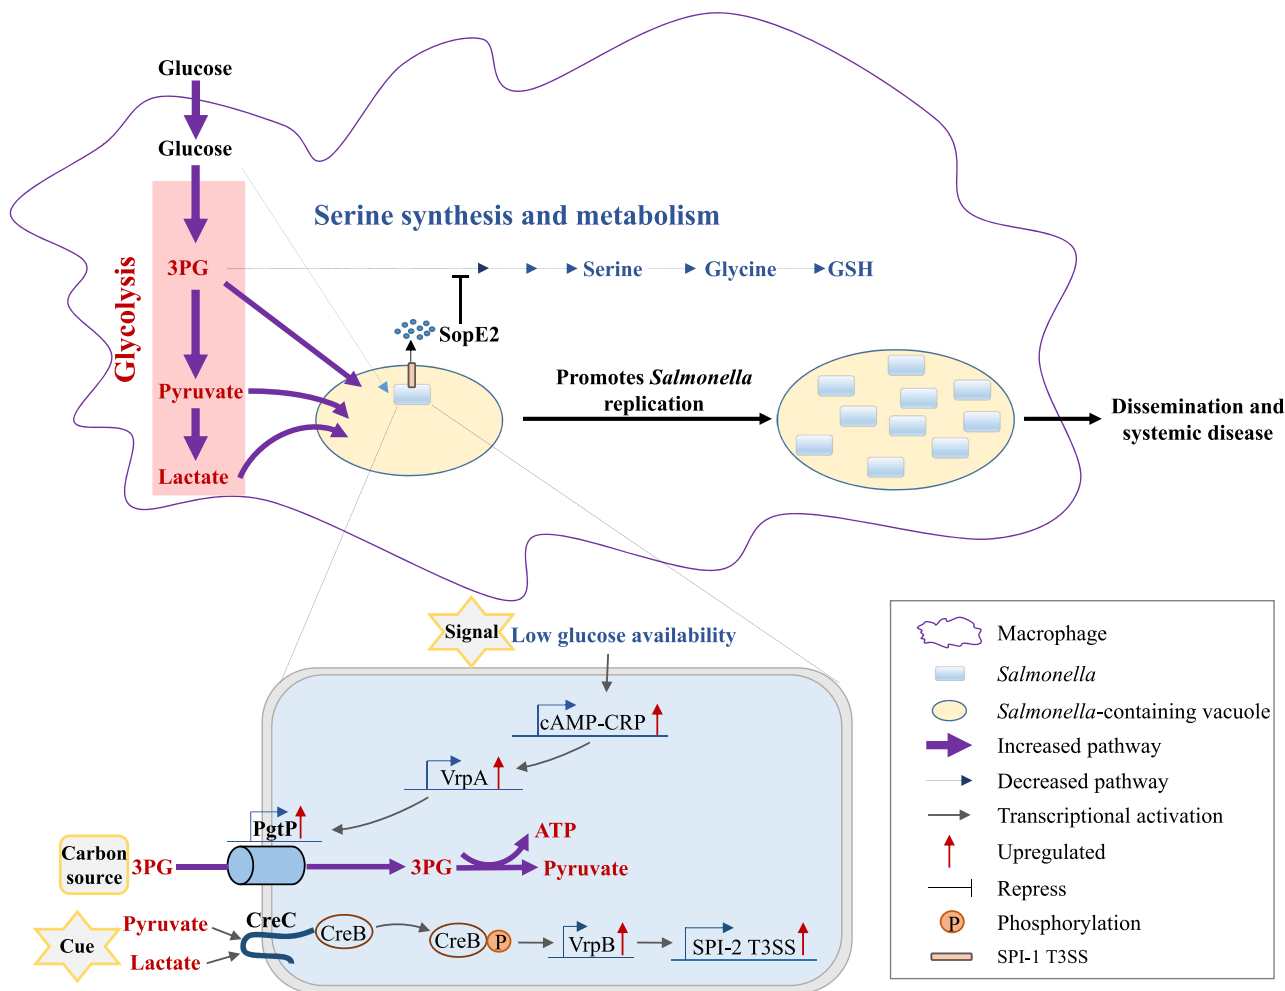 Glucose
Glucose
Serine synthesis and metabolism
Glycolysis
3PG
Serine
Glycine
GSH
SopE2
Pyruvate
Lactate
Promotes Salmonella
replication
Dissemination and
systemic disease
Signal
Low glucose availability
cAMP-CRP
VrpA
PgtP
Carbon
source
3PG
3PG
ATP
Pyruvate
Cue
Pyruvate
Lactate
CreC
CreB
CreB
P
VrpB
SPI-2 T3SS
Macrophage
Salmonella
Salmonella-containing vacuole
Increased pathway
Decreased pathway
Transcriptional activation
Upregulated
Repress
P
Phosphorylation
SPI-1 T3SS